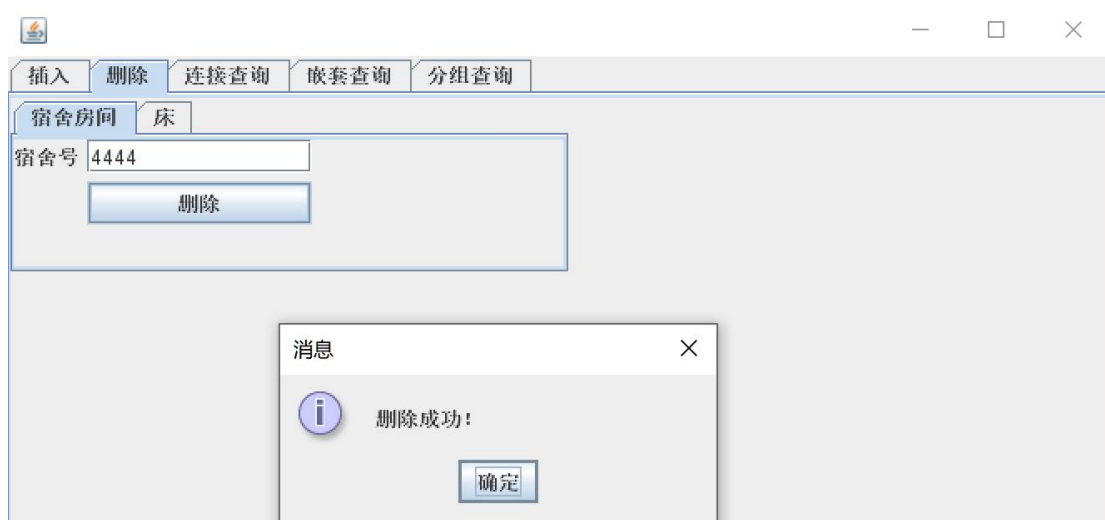 插入 删除 连接查询 嵌套查询 分组查询
宿舍房间 床
宿舍号 4444
删除
消息
删除成功!
确定